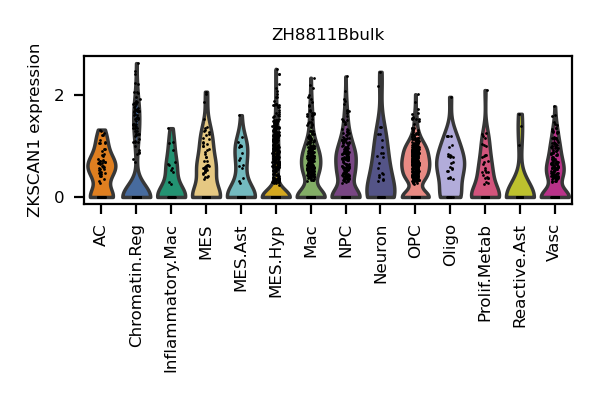 ZH8811Bbulk
ZKSCAN1 expression
2
0
AC
Chromatin.Reg
Inflammatory.Mac
MES
MES.Ast
MES.Hyp
Mac
NPC
Neuron
OPC
Oligo
Prolif.Metab
Reactive.Ast
Vasc